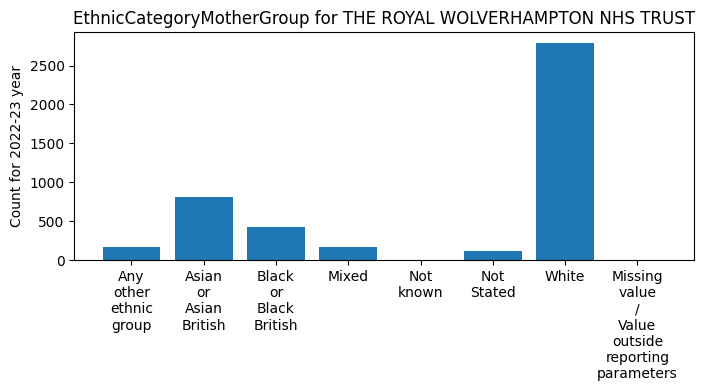 EthnicCategoryMotherGroup for THE ROYAL WOLVERHAMPTON NHS TRUST
Count for 2022-23 year
2500
2000
1500
1000
500
0
Any
other
ethnic
group
Asian
or
Asian
British
Black
or
Black
British
Mixed
Not
known
Not
Stated
White
Missing
value
/
Value
outside
reporting
parameters